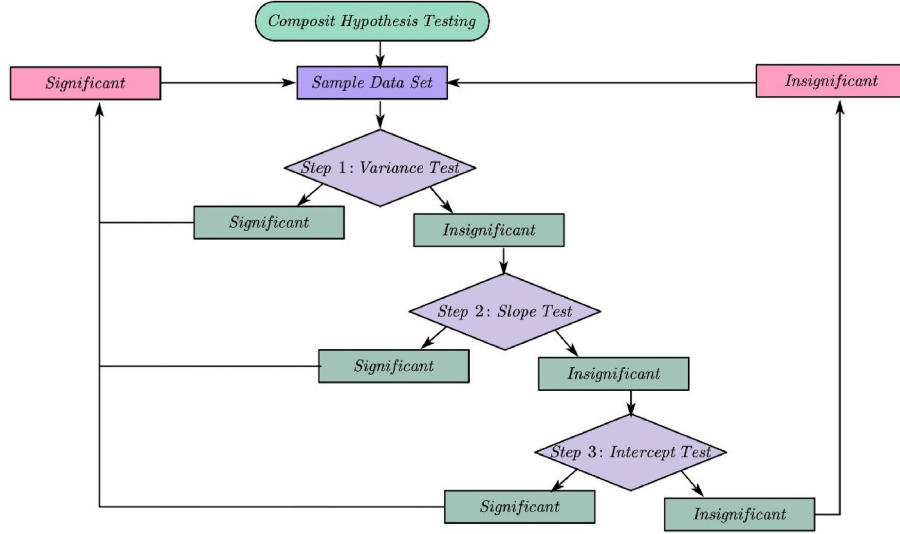 Composit Hypothesis Testing
Significant
Sample Data Set
Insignificant
Step 1: Variance Test
Significant
Insignificant
Step 2: Slope Test
Significant
Insignificant
Step 3: Intercept Test
Significant
Insignificant